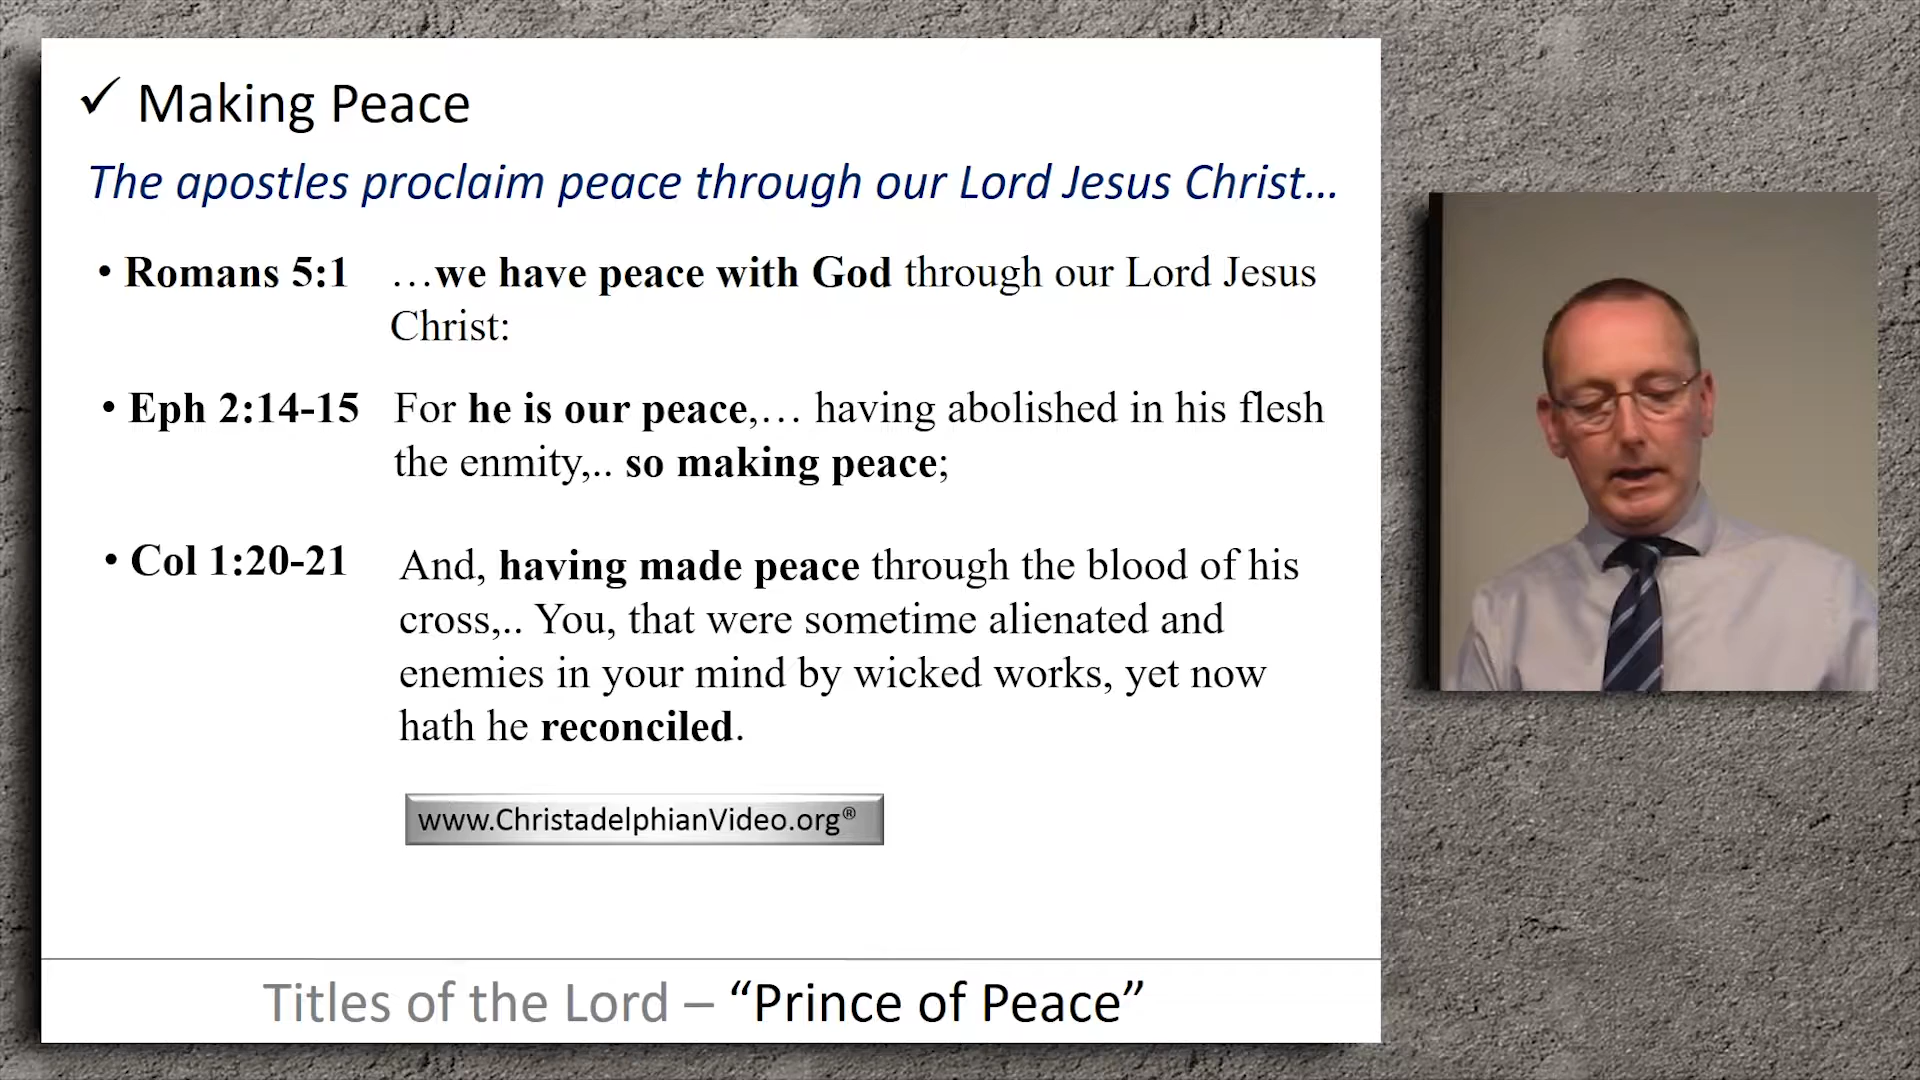 ✓ Making Peace
The apostles proclaim peace through our Lord Jesus Christ...
• Romans 5:1 …we have peace with God through our Lord Jesus
Christ:
• Eph 2:14-15 For he is our peace,… having abolished in his flesh
the enmity,.. so making peace;
• Col 1:20-21 And, having made peace through the blood of his
cross,.. You, that were sometime alienated and
enemies in your mind by wicked works, yet now
hath he reconciled.
www.ChristadelphianVideo.org®
Titles of the Lord – “Prince of Peace”